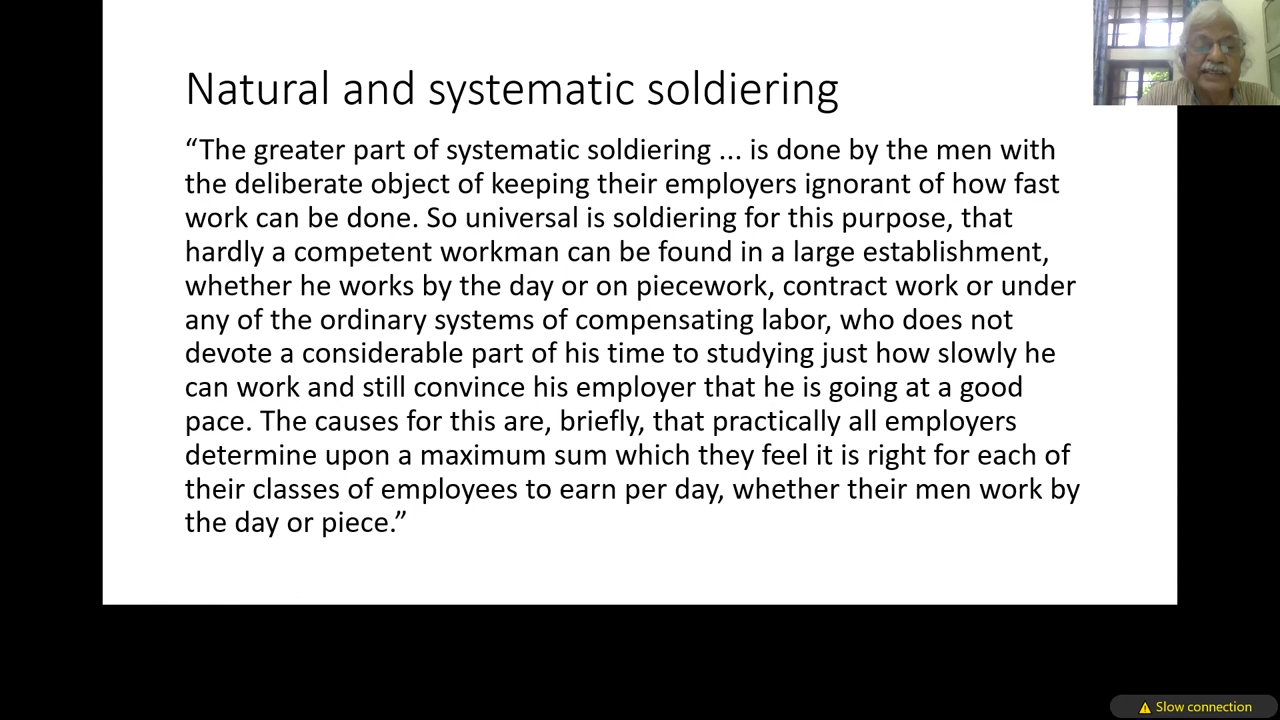 Natural and systematic soldiering
“The greater part of systematic soldiering ... is done by the men with
the deliberate object of keeping their employers ignorant of how fast
work can be done. So universal is soldiering for this purpose, that
hardly a competent workman can be found in a large establishment,
whether he works by the day or on piecework, contract work or under
any of the ordinary systems of compensating labor, who does not
devote a considerable part of his time to studying just how slowly he
can work and still convince his employer that he is going at a good
pace. The causes for this are, briefly, that practically all employers
determine upon a maximum sum which they feel it is right for each of
their classes of employees to earn per day, whether their men work by
the day or piece.”
Slow connection